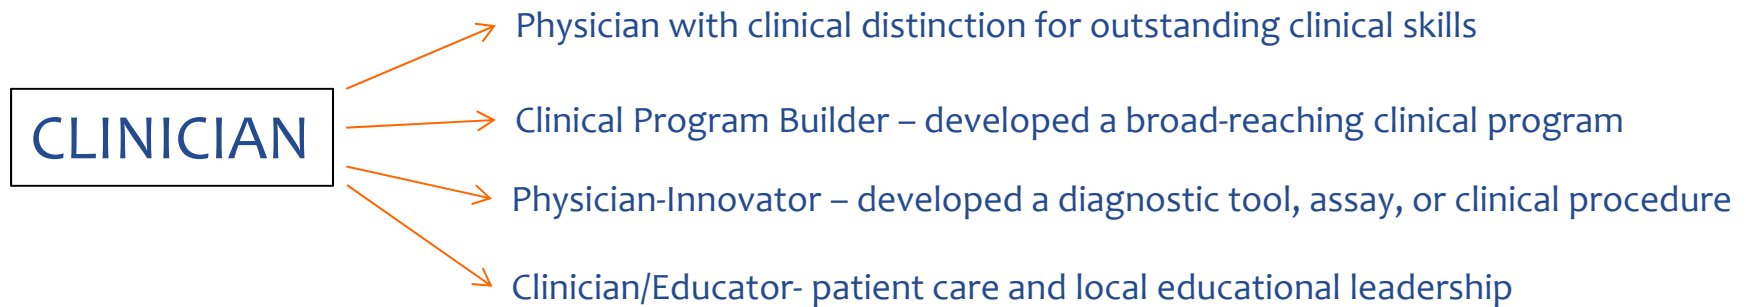 Physician with clinical distinction for outstanding clinical skills
CLINICIAN
Clinical Program Builder – developed a broad-reaching clinical program
Physician-Innovator – developed a diagnostic tool, assay, or clinical procedure
Clinician/Educator- patient care and local educational leadership